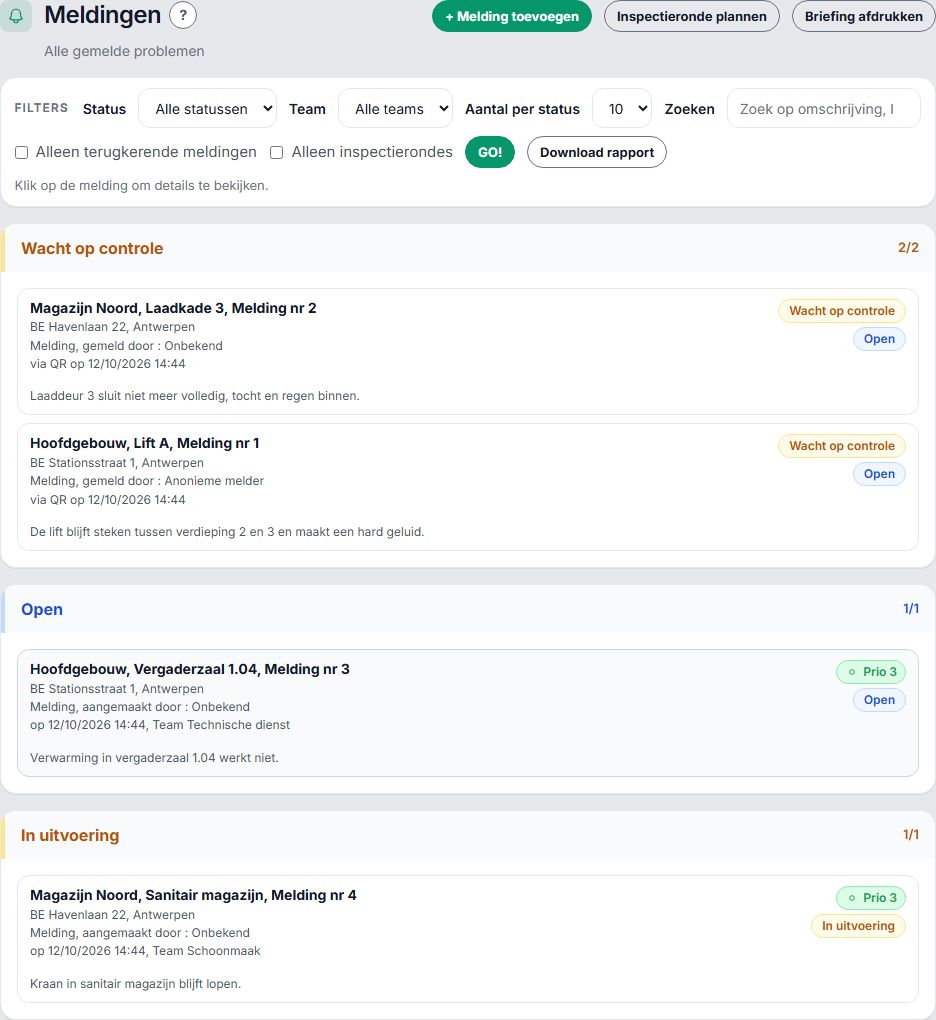 Meldingen ?
+ Melding toevoegen
Inspectieronde plannen
Briefing afdrukken
Alle gemelde problemen
FILTERS Status Alle statussen Team Alle teams Aantal per status 10 Zoeken Zoek op omschrijving, l
Alleen terugkerende meldingen Alleen inspectierondes GO! Download rapport
Klik op de melding om details te bekijken.
Wacht op controle 2/2
Magazijn Noord, Laadkade 3, Melding nr 2
Wacht op controle
BE Havenlaan 22, Antwerpen
Open
Melding, gemeld door : Onbekend
via QR op 12/10/2026 14:44
Laaddeur 3 sluit niet meer volledig, tocht en regen binnen.
Hoofdgebouw, Lift A, Melding nr 1
Wacht op controle
BE Stationsstraat 1, Antwerpen
Open
Melding, gemeld door : Anonieme melder
via QR op 12/10/2026 14:44
De lift blijft steken tussen verdieping 2 en 3 en maakt een hard geluid.
Open 1/1
Hoofdgebouw, Vergaderzaal 1.04, Melding nr 3
Prio 3
BE Stationsstraat 1, Antwerpen
Open
Melding, aangemaakt door : Onbekend
op 12/10/2026 14:44, Team Technische dienst
Verwarming in vergaderzaal 1.04 werkt niet.
In uitvoering 1/1
Magazijn Noord, Sanitair magazijn, Melding nr 4
Prio 3
BE Havenlaan 22, Antwerpen
In uitvoering
Melding, aangemaakt door : Onbekend
op 12/10/2026 14:44, Team Schoonmaak
Kraan in sanitair magazijn blijft lopen.